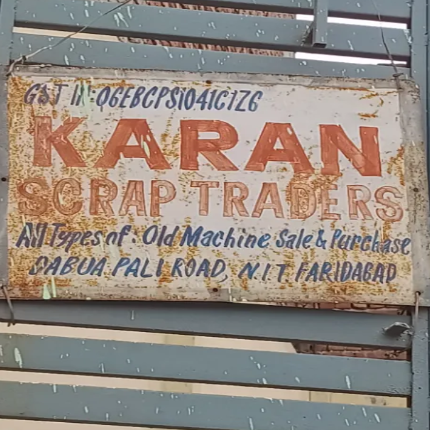 GST IN:-06EBCPS1041C1Z6
KARAN
SCRAP TRADERS
All Types of: Old Machine Sale & Purchase
DABUA PALI ROAD, N.I.T FARIDABAD